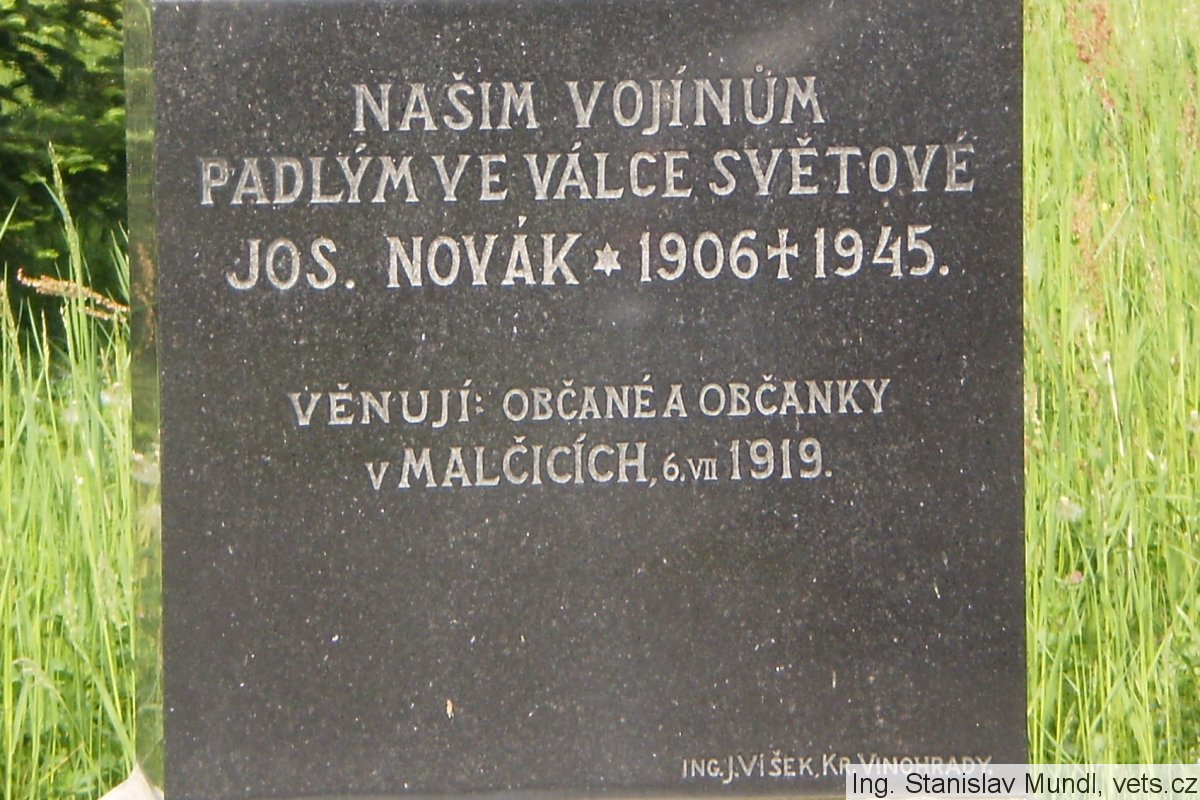 NAŠIM VOJÍNŮM
PADLÝM VE VÁLCE SVĚTOVÉ
JOS. NOVÁK * 1906 ✝ 1945.
VĚNUJÍ: OBČANÉ A OBČANKY
V MALČICÍCH, 6. VII 1919.
ING. J. VÍŠEK, KR. VINOHRADY.
Ing. Stanislav Mundl, vets.cz